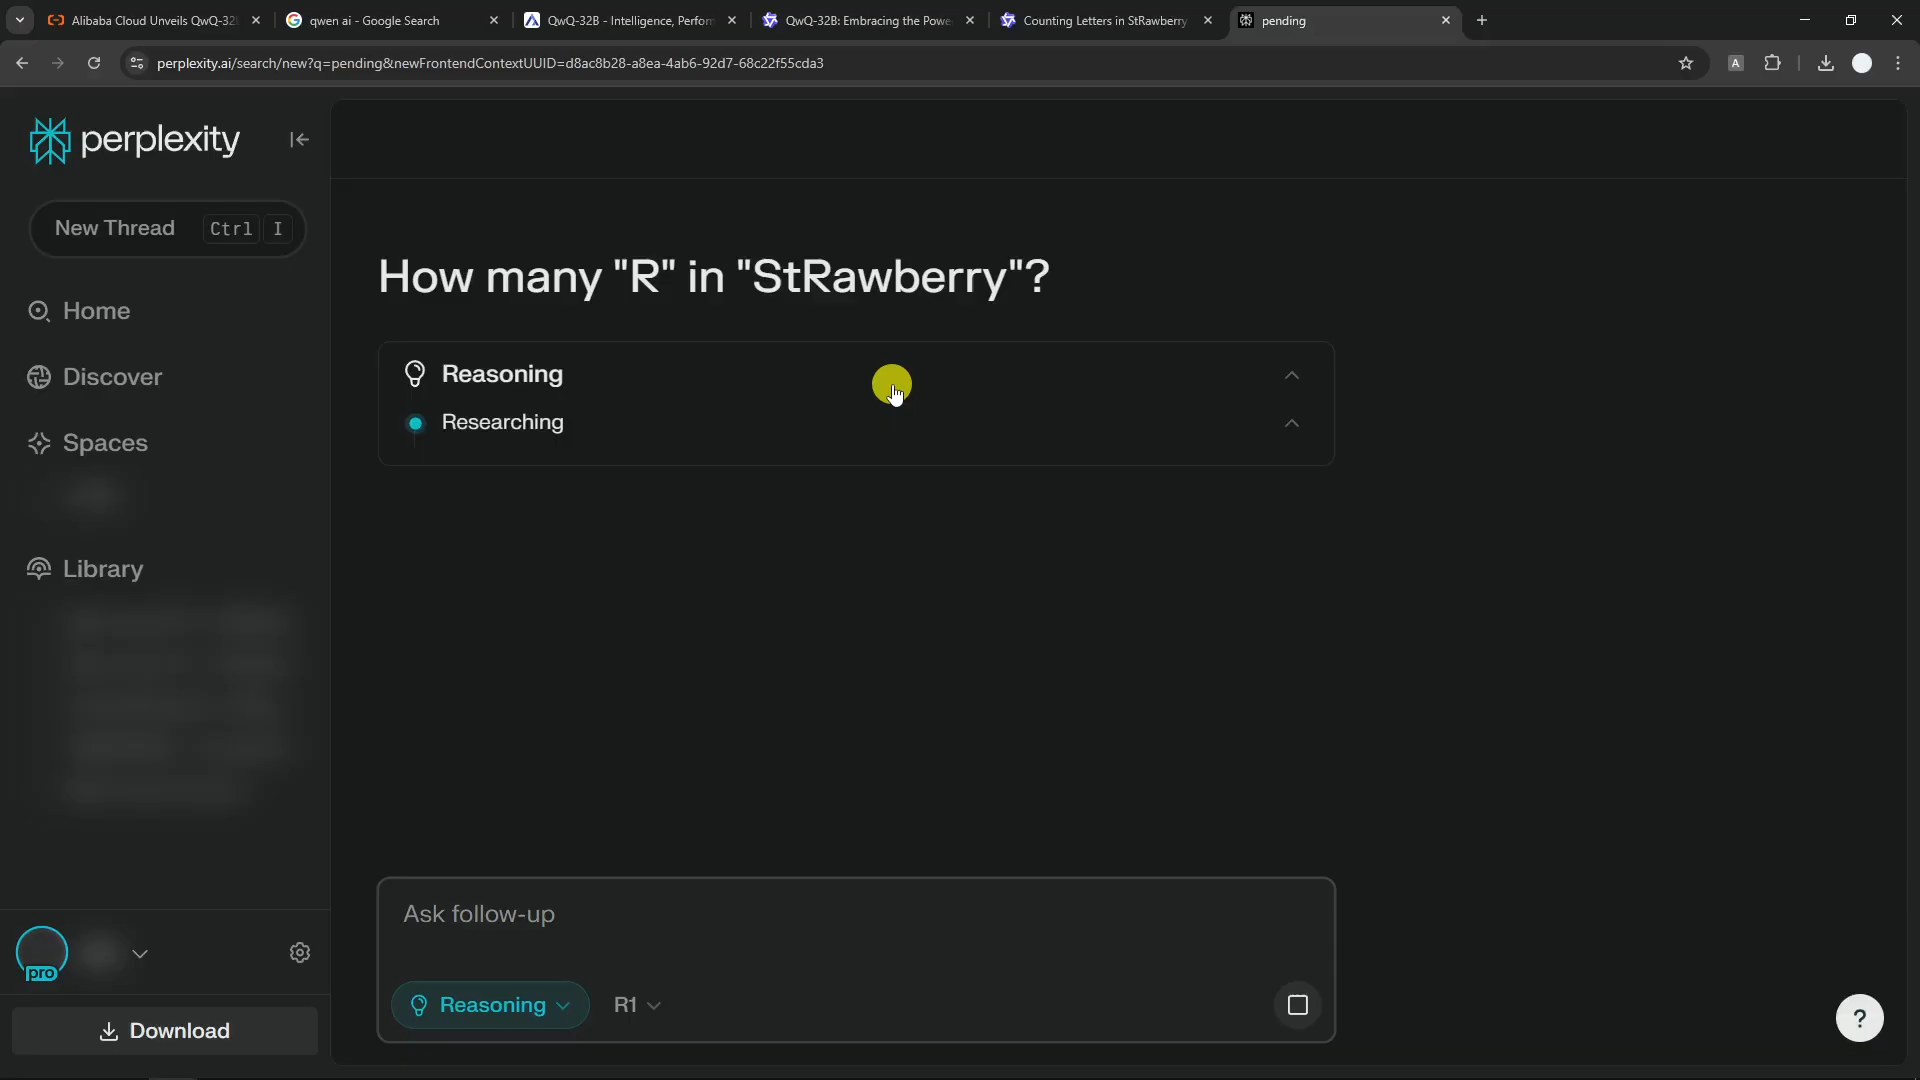 Alibaba Cloud Unveils QwQ-32
qwen ai - Google Search
QwQ-32B - Intelligence, Perfor
QwQ-32B: Embracing the Powe
Counting Letters in StRawberry
pending
perplexity.ai/search/new?q=pending&newFrontendContextUUID=d8ac8b28-a8ea-4ab6-92d7-68c22f55cda3
A
perplexity
New Thread Ctrl I
Home
Discover
Spaces
Library
pro
Download
How many "R" in "StRawberry"?
Reasoning
Researching
Ask follow-up
Reasoning R1
?